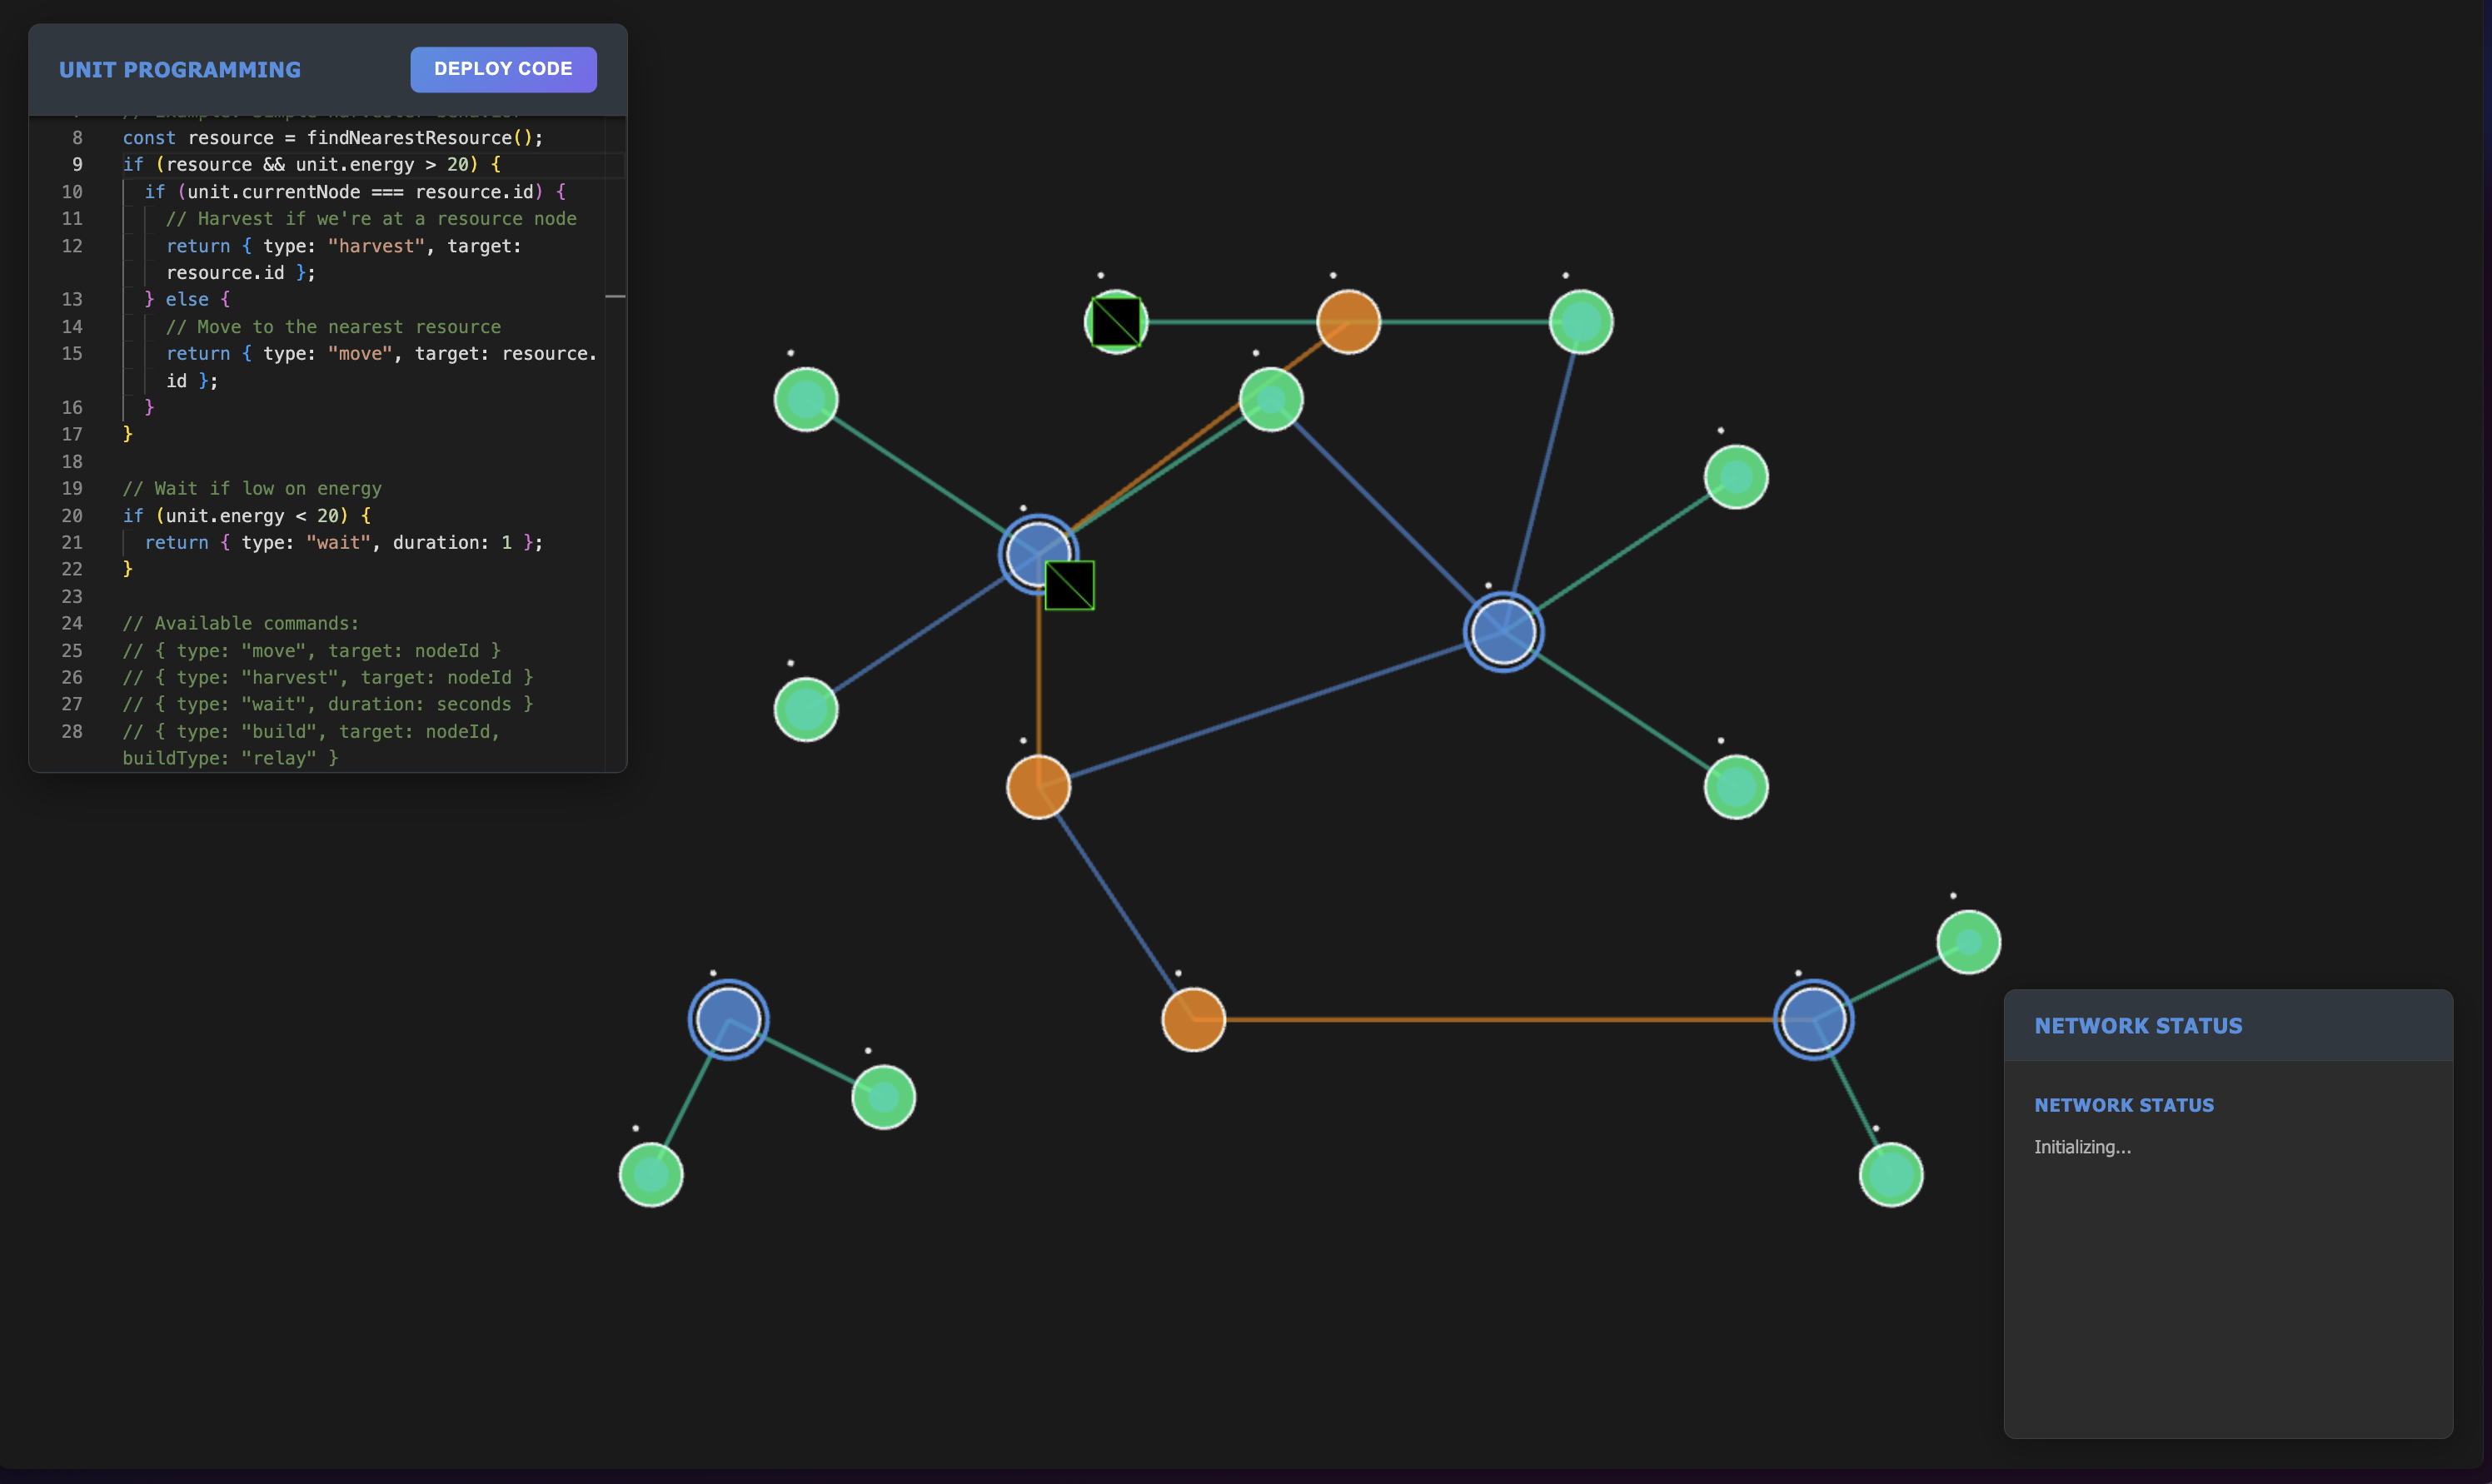 UNIT PROGRAMMING
DEPLOY CODE
8 const resource = findNearestResource();
9 if (resource && unit.energy > 20) {
10 if (unit.currentNode === resource.id) {
11 // Harvest if we're at a resource node
12 return { type: "harvest", target:
resource.id };
13 } else {
14 // Move to the nearest resource
15 return { type: "move", target: resource.
id };
16 }
17 }
18
19 // Wait if low on energy
20 if (unit.energy < 20) {
21 return { type: "wait", duration: 1 };
22 }
23
24 // Available commands:
25 // { type: "move", target: nodeId }
26 // { type: "harvest", target: nodeId }
27 // { type: "wait", duration: seconds }
28 // { type: "build", target: nodeId,
buildType: "relay" }
NETWORK STATUS
NETWORK STATUS
Initializing...